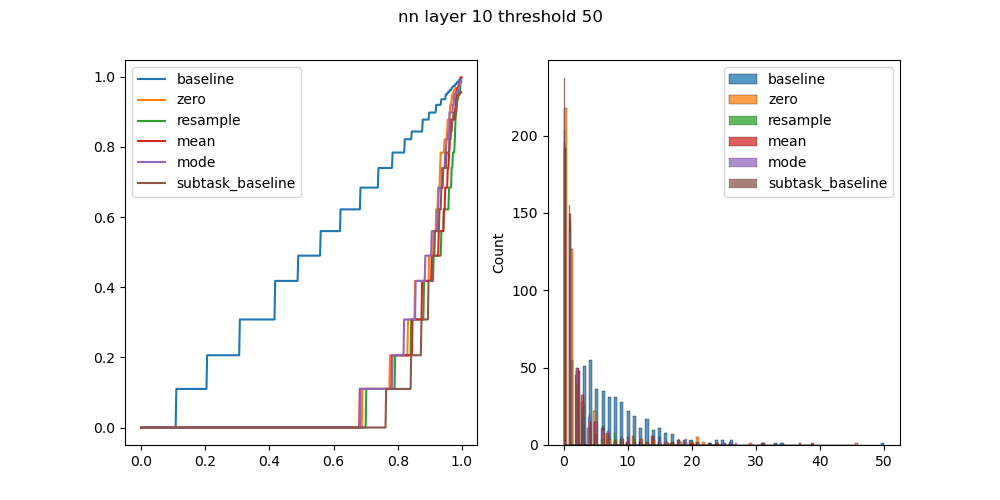 nn layer 10 threshold 50
baseline
zero
resample
mean
mode
subtask_baseline
1.0
0.8
0.6
0.4
0.2
0.0
0.0 0.2 0.4 0.6 0.8 1.0
baseline
zero
resample
mean
mode
subtask_baseline
Count
200
150
100
50
0
0 10 20 30 40 50